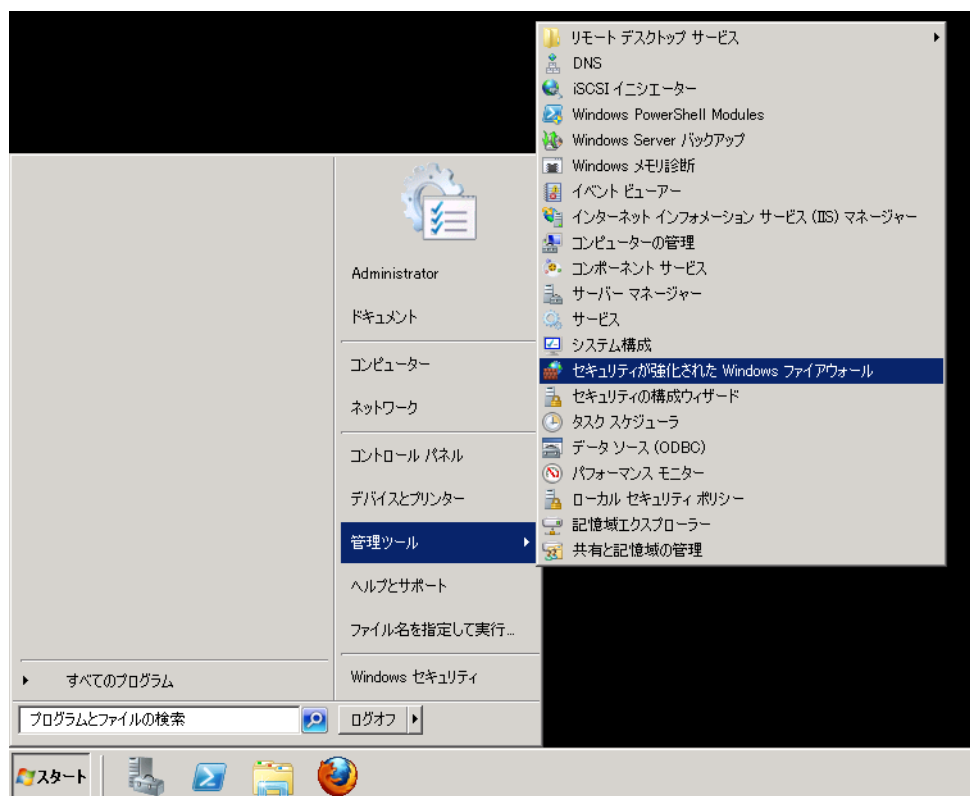 リモート デスクトップ サービス
DNS
iSCSI イニシエーター
Windows PowerShell Modules
Windows Server バックアップ
Windows メモリ診断
イベント ビューアー
インターネット インフォメーション サービス (IIS) マネージャー
コンピューターの管理
コンポーネント サービス
サーバー マネージャー
サービス
システム構成
セキュリティが強化された Windows ファイアウォール
セキュリティの構成ウィザード
タスク スケジューラ
データ ソース (ODBC)
パフォーマンス モニター
ローカル セキュリティ ポリシー
記憶域エクスプローラー
共有と記憶域の管理
Administrator
ドキュメント
コンピューター
ネットワーク
コントロール パネル
デバイスとプリンター
管理ツール
ヘルプとサポート
ファイル名を指定して実行...
Windows セキュリティ
すべてのプログラム
プログラムとファイルの検索
ログオフ
スタート